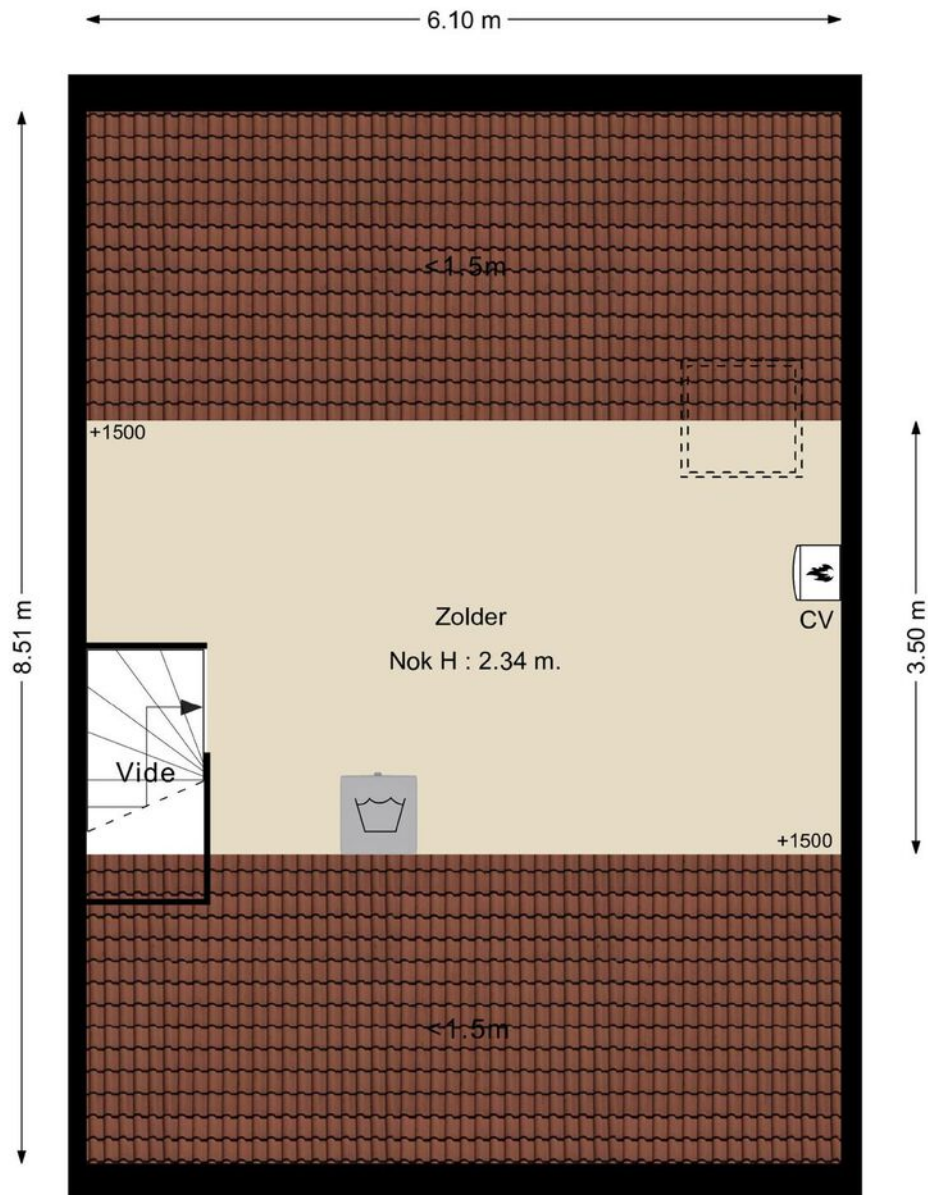 6.10 m
<1.5m
+1500
8.51 m
3.50 m
CV
Zolder
Nok H : 2.34 m.
Vide
+1500
<1.5m